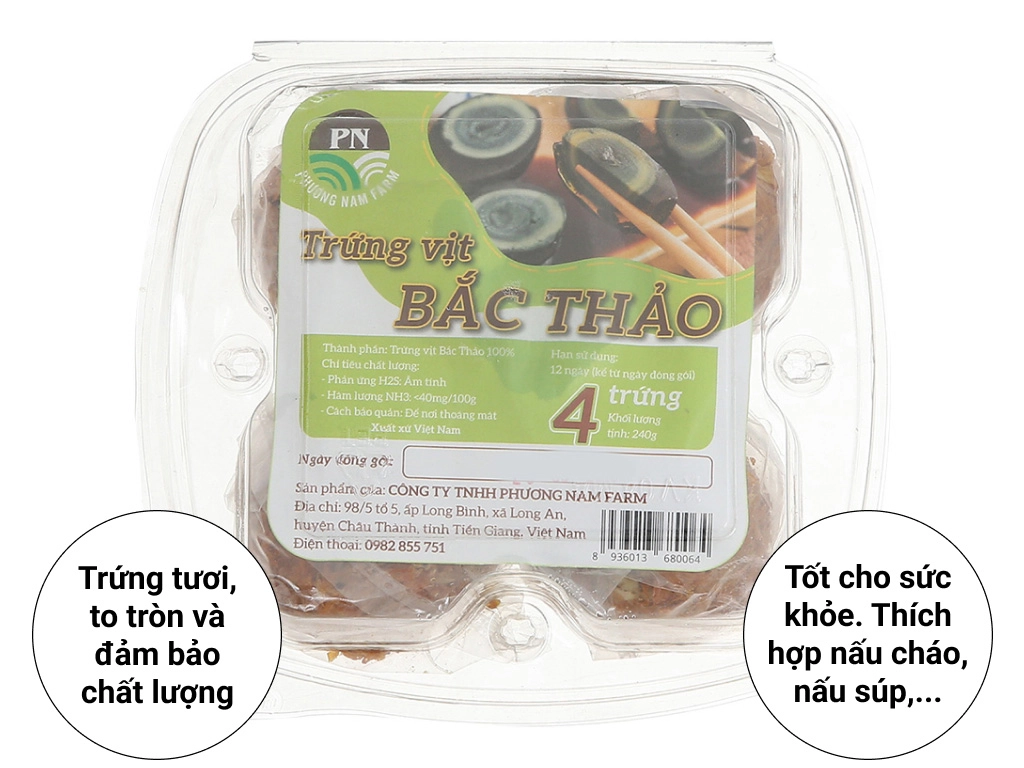 PN
PHƯƠNG NAM FARM
Trứng vịt
BẮC THẢO
Thành phần: Trứng vịt Bắc Thảo 100%
Chỉ tiêu chất lượng:
- Phản ứng H2S: Âm tính
- Hàm lượng NH3: <40mg/100g
- Cách bảo quản: Để nơi thoáng mát
Xuất xứ Việt Nam
Hạn sử dụng:
12 ngày (kể từ ngày đóng gói)
4 trứng
Khối lượng
tịnh: 240g
Ngày đóng gói:
Sản phẩm của: CÔNG TY TNHH PHƯƠNG NAM FARM
Địa chỉ: 98/5 tổ 5, ấp Long Bình, xã Long An,
huyện Châu Thành, tỉnh Tiền Giang, Việt Nam
Điện thoại: 0982 855 751
8 936013 680064
Trứng tươi,
to tròn và
đảm bảo
chất lượng
Tốt cho sức
khỏe. Thích
hợp nấu cháo,
nấu súp,...